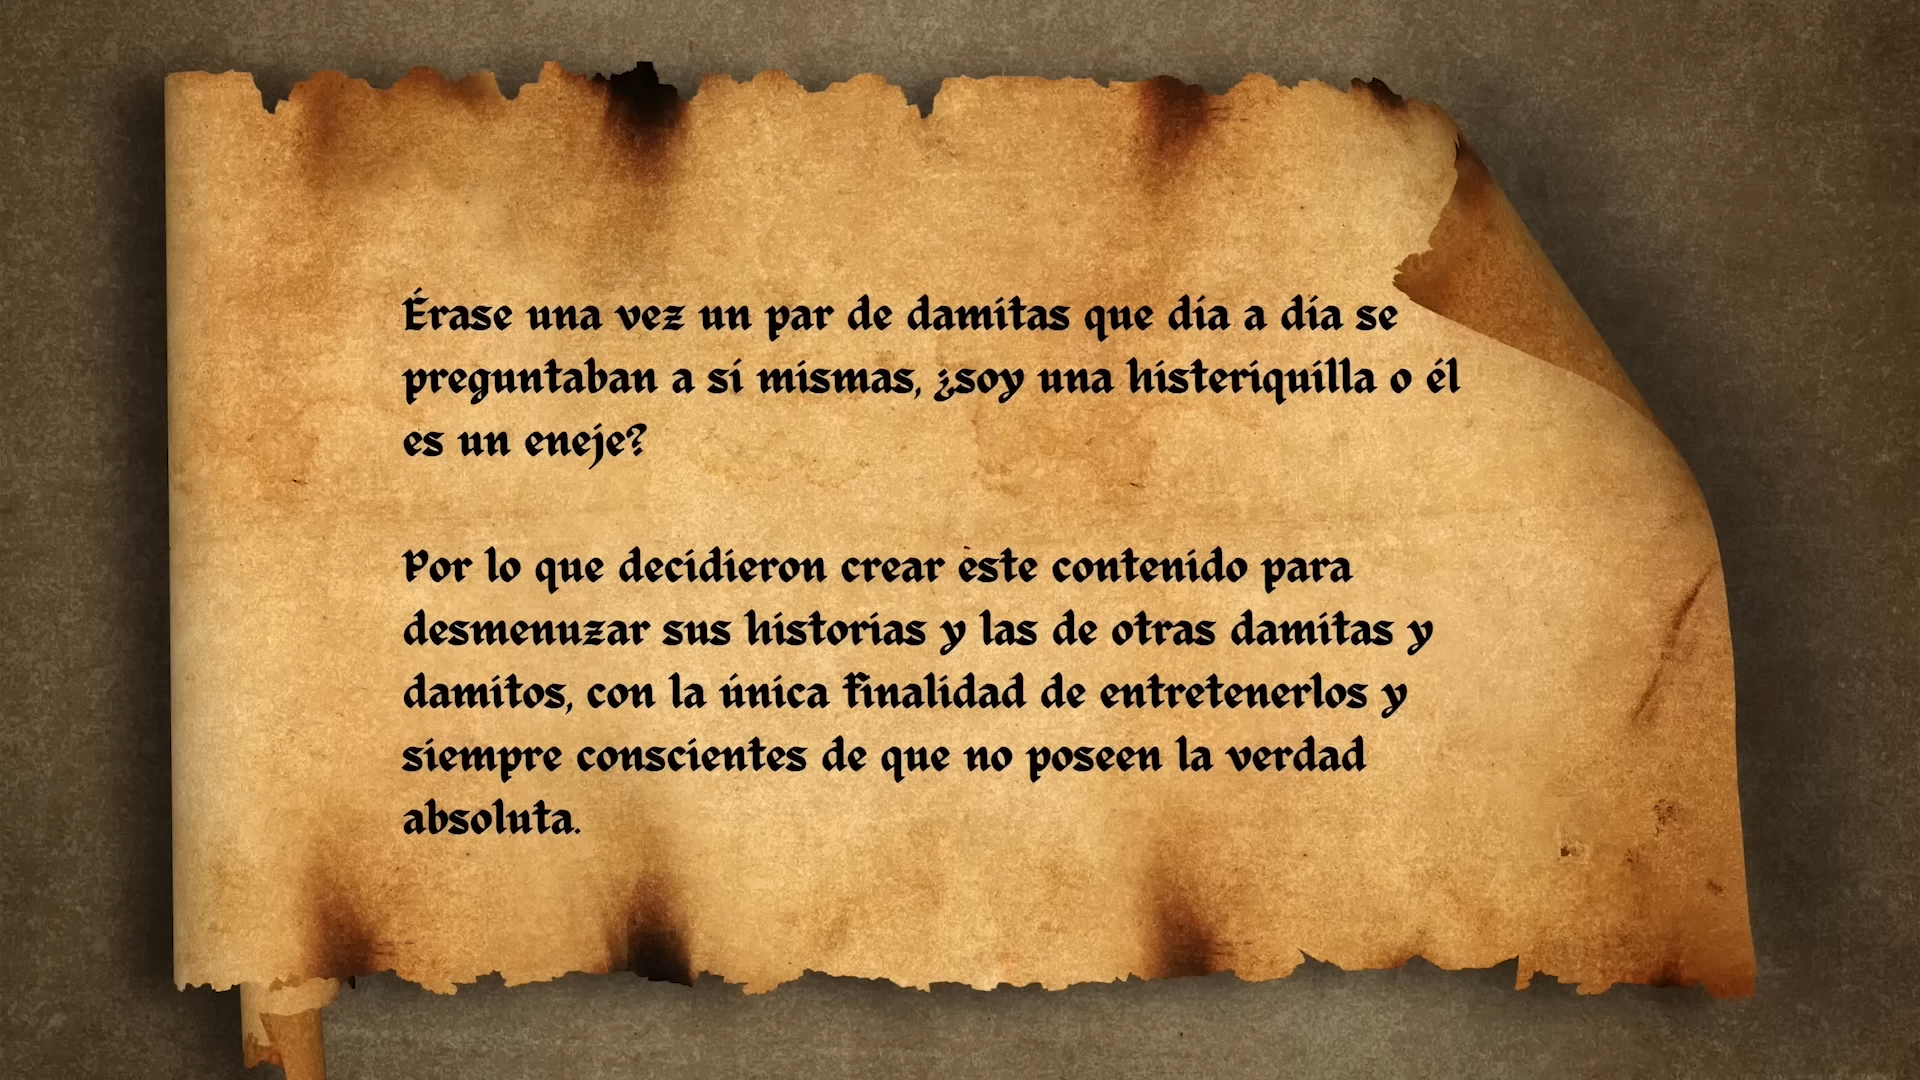 Érase una vez un par de damitas que día a día se
preguntaban a sí mismas, ¿soy una histeriquilla o él
es un eneje?
Por lo que decidieron crear este contenido para
desmenuzar sus historias y las de otras damitas y
damitos, con la única finalidad de entretenerlos y
siempre conscientes de que no poseen la verdad
absoluta.